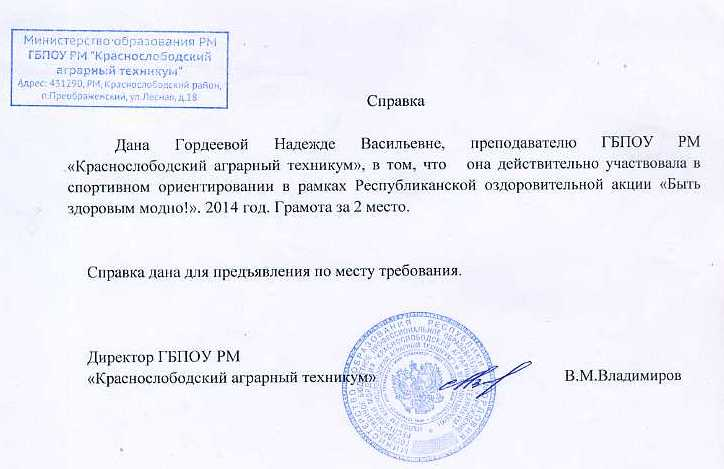 Министерство образования РМ
ГБПОУ РМ "Краснослободский
аграрный техникум"
Адрес: 431290, РМ, Краснослободский район,
п.Преображенский, ул.Лесная, д.18
Справка
Дана Гордеевой Надежде Васильевне, преподавателю ГБПОУ РМ
«Краснослободский аграрный техникум», в том, что она действительно участвовала в
спортивном ориентировании в рамках Республиканской оздоровительной акции «Быть
здоровым модно!». 2014 год. Грамота за 2 место.
Справка дана для предъявления по месту требования.
Директор ГБПОУ РМ
«Краснослободский аграрный техникум»
В.М.Владимиров